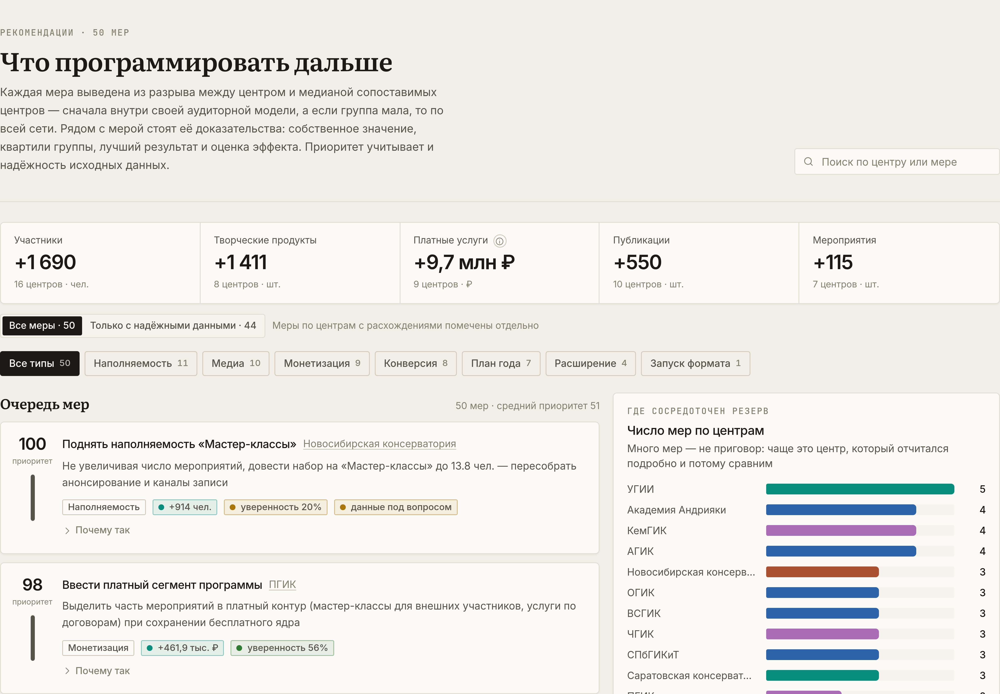 РЕКОМЕНДАЦИИ · 50 МЕР
Что программировать дальше
Каждая мера выведена из разрыва между центром и медианой сопоставимых
центров — сначала внутри своей аудиторной модели, а если группа мала, то по
всей сети. Рядом с мерой стоят её доказательства: собственное значение,
квартили группы, лучший результат и оценка эффекта. Приоритет учитывает и
надёжность исходных данных.
Поиск по центру или мере
Участники
+1 690
16 центров · чел.
Творческие продукты
+1 411
8 центров · шт.
Платные услуги
+9,7 млн ₽
9 центров · ₽
Публикации
+550
10 центров · шт.
Мероприятия
+115
7 центров · шт.
Все меры · 50 Только с надёжными данными · 44 Меры по центрам с расхождениями помечены отдельно
Все типы 50 Наполняемость 11 Медиа 10 Монетизация 9 Конверсия 8 План года 7 Расширение 4 Запуск формата 1
Очередь мер
50 мер · средний приоритет 51
100
приоритет
Поднять наполняемость «Мастер-классы» Новосибирская консерватория
Не увеличивая число мероприятий, довести набор на «Мастер-классы» до 13.8 чел. — пересобрать
анонсирование и каналы записи
Наполняемость +914 чел. уверенность 20% данные под вопросом
Почему так
98
приоритет
Ввести платный сегмент программы ПГИК
Выделить часть мероприятий в платный контур (мастер-классы для внешних участников, услуги по
договорам) при сохранении бесплатного ядра
Монетизация +461,9 тыс. ₽ уверенность 56%
Почему так
ГДЕ СОСРЕДОТОЧЕН РЕЗЕРВ
Число мер по центрам
Много мер — не приговор: чаще это центр, который отчитался
подробно и потому сравним
УГИИ 5
Академия Андрияки 4
КемГИК 4
АГИК 4
Новосибирская консерв… 3
ОГИК 3
ВСГИК 3
ЧГИК 3
СПбГИКиТ 3
Саратовская консерват… 3